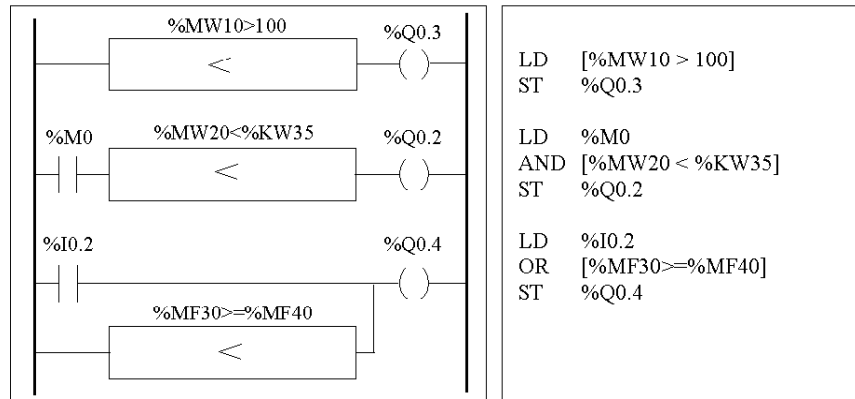 %MW10>100
%Q0.3
<
%M0
%MW20<%KW35
%Q0.2
<
%I0.2
%Q0.4
%MF30>=%MF40
<
LD [%MW10 > 100]
ST %Q0.3
LD %M0
AND [%MW20 < %KW35]
ST %Q0.2
LD %I0.2
OR [%MF30>=%MF40]
ST %Q0.4